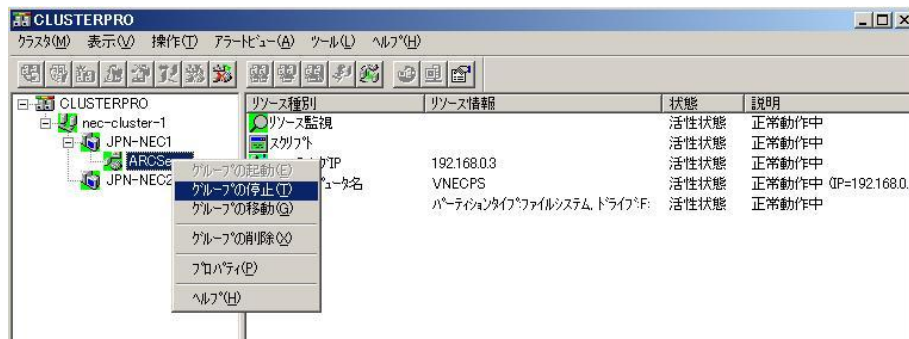 CLUSTERPRO
クラスタ(M) 表示(V) 操作(T) アラートビュー(A) ツール(L) ヘルプ(H)
CLUSTERPRO
nec-cluster-1
JPN-NEC1
ARCSe
JPN-NEC2
リソース種別 リソース情報 状態 説明
リソース監視 活性状態 正常動作中
スクリプト 活性状態 正常動作中
グIP 192.168.0.3 活性状態 正常動作中
ュータ名 VNECPS 活性状態 正常動作中 (IP=192.168.0.
パーティションタイプ:ファイルシステム, ドライブ:F: 活性状態 正常動作中
グループの起動(E)
グループの停止(T)
グループの移動(G)
グループの削除(X)
プロパティ(P)
ヘルプ(H)